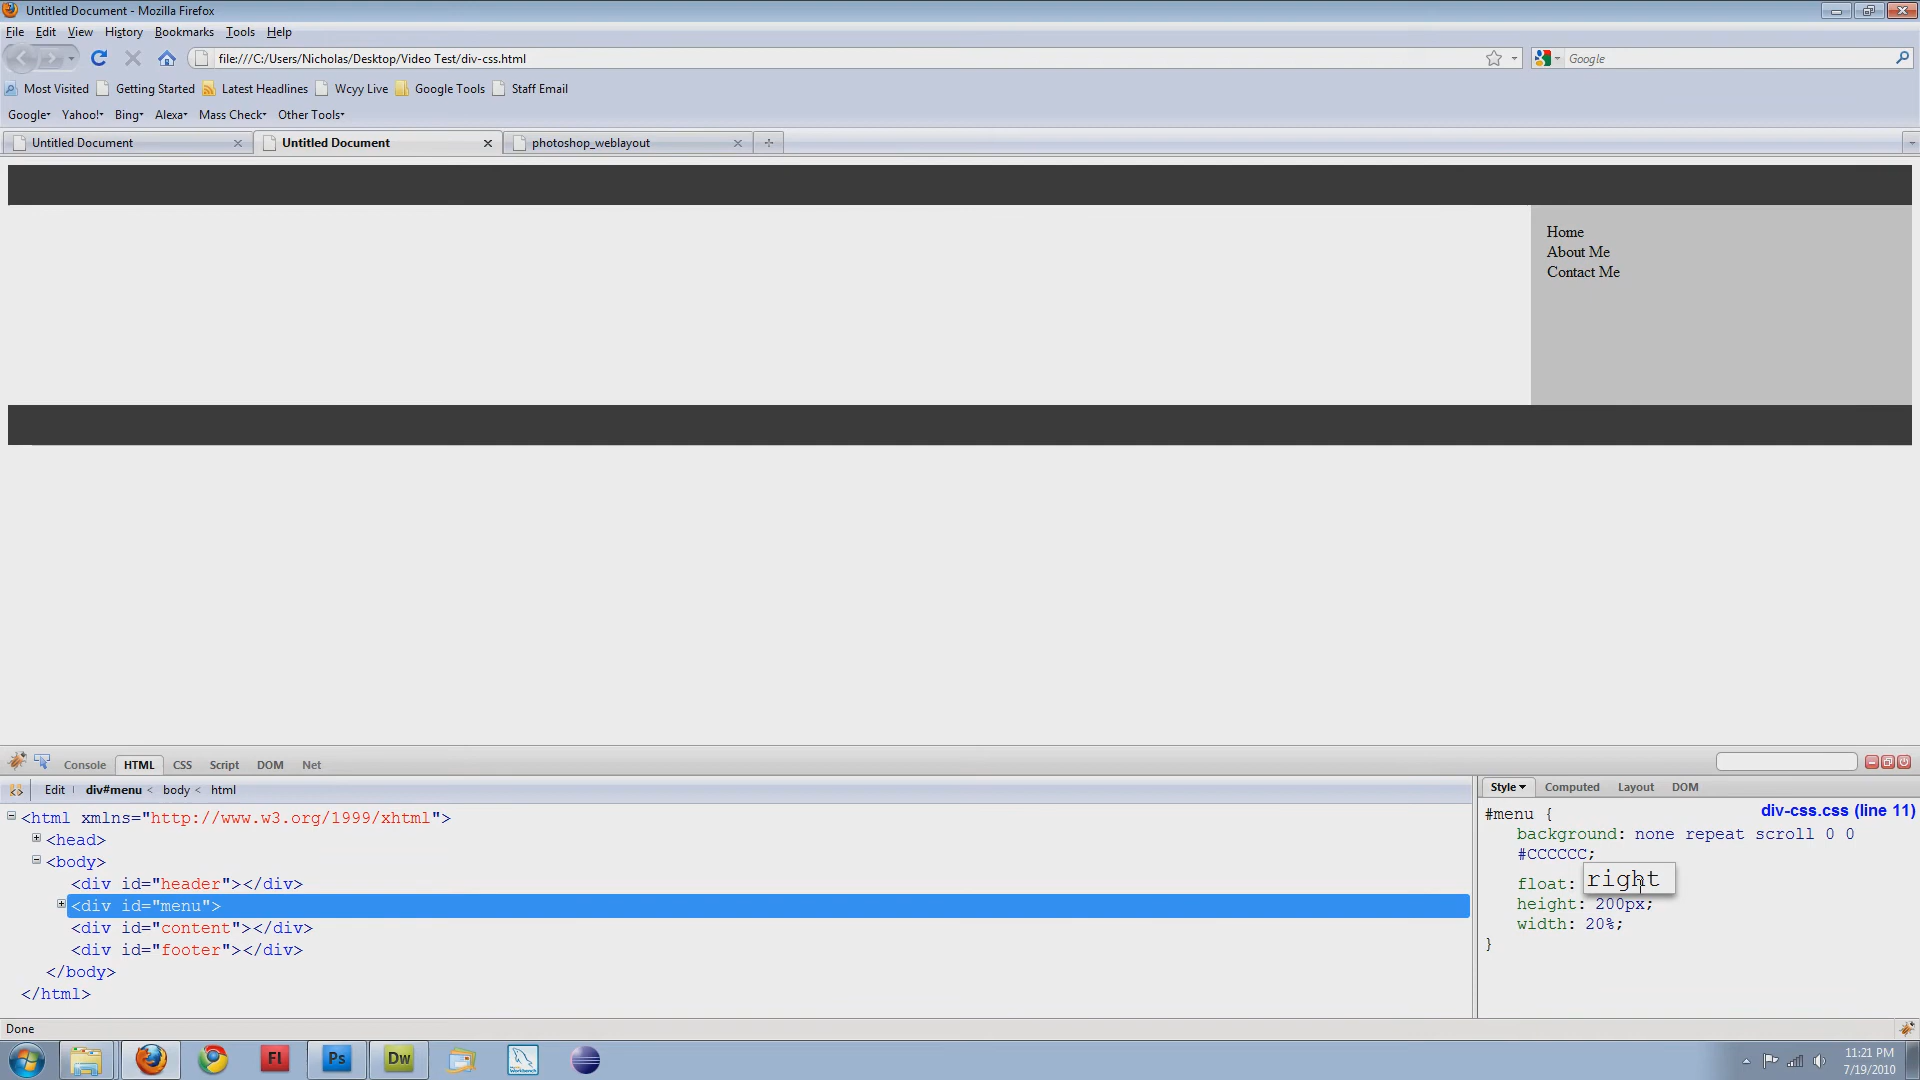 Untitled Document - Mozilla Firefox
File Edit View History Bookmarks Tools Help
file:///C:/Users/Nicholas/Desktop/Video Test/div-css.html
Google
Most Visited Getting Started Latest Headlines Wcyy Live Google Tools Staff Email
Google Yahoo! Bing Alexa Mass Check Other Tools
Untitled Document Untitled Document photoshop_weblayout
Home
About Me
Contact Me
Console HTML CSS Script DOM Net
Edit div#menu < body < html
Style Computed Layout DOM
<html xmlns="http://www.w3.org/1999/xhtml">
<head>
<body>
<div id="header"></div>
<div id="menu">
<div id="content"></div>
<div id="footer"></div>
</body>
</html>
#menu { div-css.css (line 11)
background: none repeat scroll 0 0
#CCCCCC;
float: right
height: 200px;
width: 20%;
}
Done
Fl Ps Dw
11:21 PM
7/19/2010